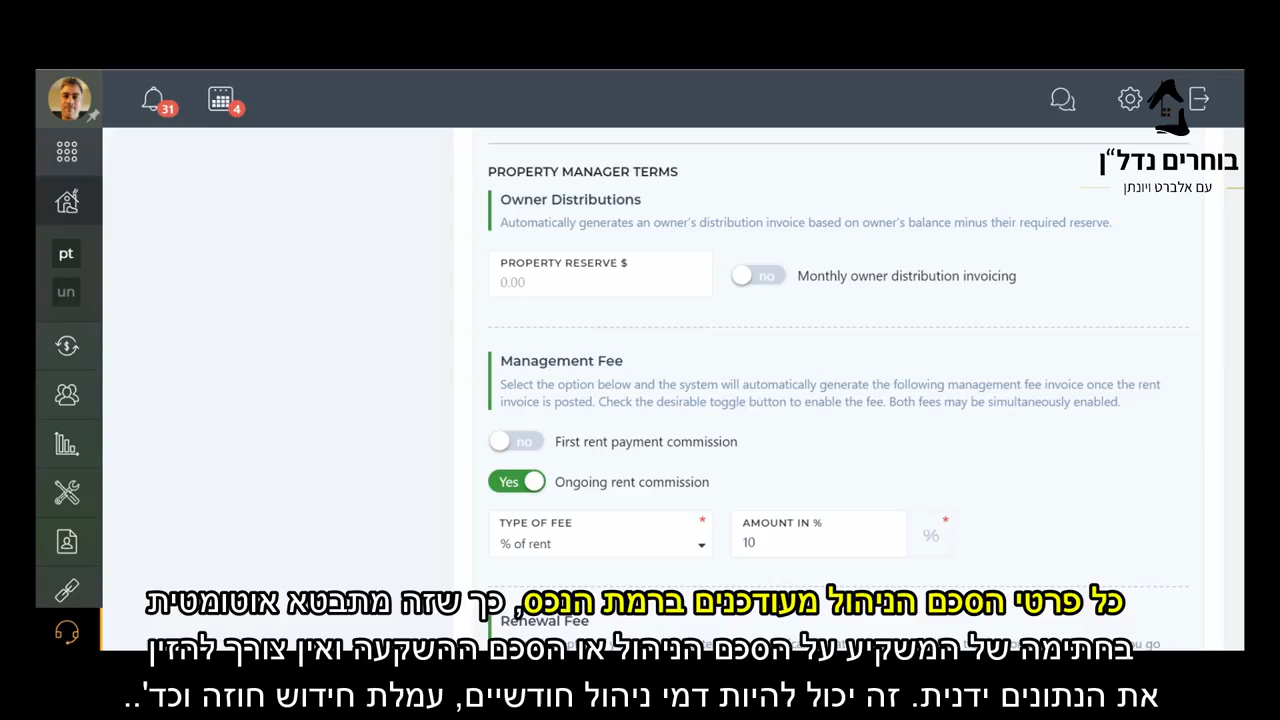 31
4
בוחרים נדל“ן
עם אלברט ויונתן
pt
un
PROPERTY MANAGER TERMS
Owner Distributions
Automatically generates an owner's distribution invoice based on owner's balance minus their required reserve.
PROPERTY RESERVE $
0.00
no
Monthly owner distribution invoicing
Management Fee
Select the option below and the system will automatically generate the following management fee invoice once the rent
invoice is posted. Check the desirable toggle button to enable the fee. Both fees may be simultaneously enabled.
no
First rent payment commission
Yes
Ongoing rent commission
TYPE OF FEE *
% of rent
AMOUNT IN %
10
% *
Renewal Fee
כל פרטי הסכם הניהול מעודכנים ברמת הנכס, כך שזה מתבטא אוטומטית
בחתימה של המשקיע על הסכם הניהול או הסכם ההשקעה ואין צורך להזין
את הנתונים ידנית. זה יכול להיות דמי ניהול חודשיים, עמלת חידוש חוזה וכד'..